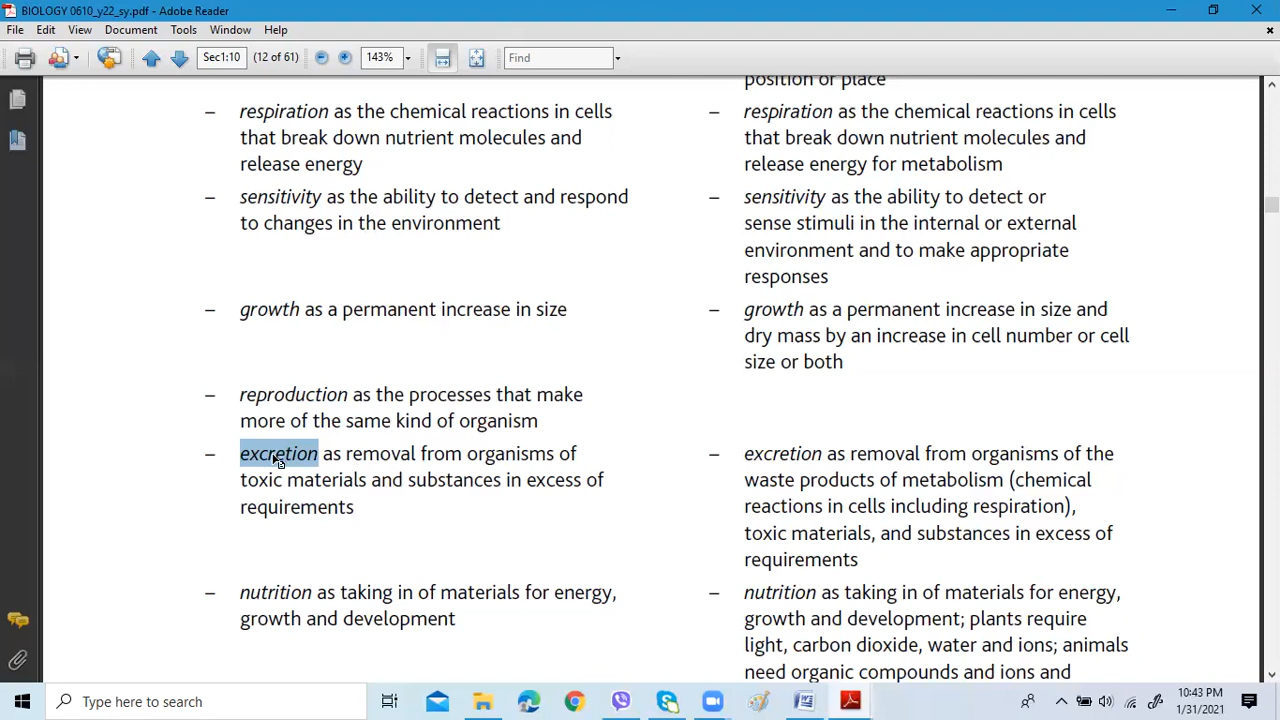 BIOLOGY 0610_y22_sy.pdf - Adobe Reader
File Edit View Document Tools Window Help
Sec1:10 (12 of 61) 143% Find
position or place
– respiration as the chemical reactions in cells
that break down nutrient molecules and
release energy
– sensitivity as the ability to detect and respond
to changes in the environment
– growth as a permanent increase in size
– reproduction as the processes that make
more of the same kind of organism
– excretion as removal from organisms of
toxic materials and substances in excess of
requirements
– nutrition as taking in of materials for energy,
growth and development
– respiration as the chemical reactions in cells
that break down nutrient molecules and
release energy for metabolism
– sensitivity as the ability to detect or
sense stimuli in the internal or external
environment and to make appropriate
responses
– growth as a permanent increase in size and
dry mass by an increase in cell number or cell
size or both
– excretion as removal from organisms of the
waste products of metabolism (chemical
reactions in cells including respiration),
toxic materials, and substances in excess of
requirements
– nutrition as taking in of materials for energy,
growth and development; plants require
light, carbon dioxide, water and ions; animals
need organic compounds and ions and
Type here to search
10:43 PM
1/31/2021